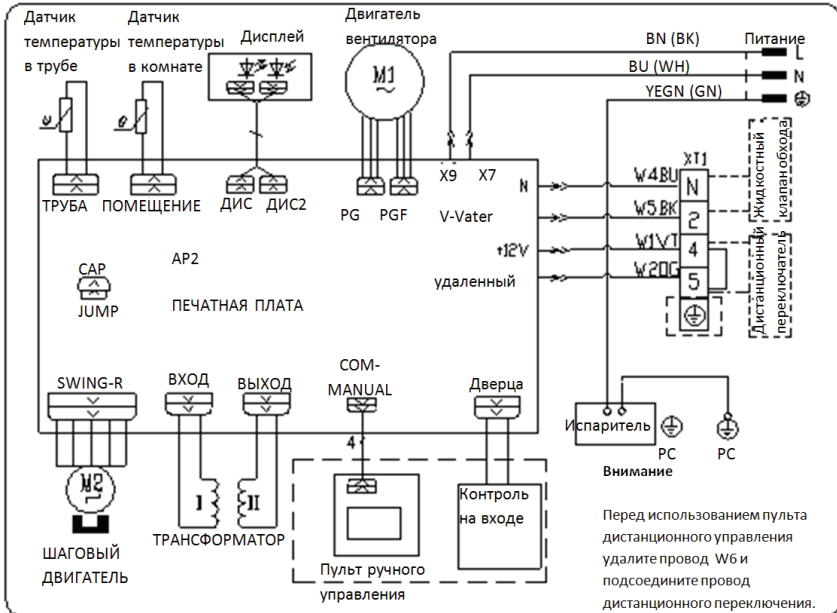 Датчик
температуры
в трубе
Датчик
температуры
в комнате
Дисплей
Двигатель
вентилятора
M1
BN (BK)
Питание
L
BU (WH)
N
YEGN (GN)
θ
θ
XT1
X9 X7
N
W4BU
N
V-Vater
W5BK
2
+12V
W1VT
4
удаленный
W2OG
5
Жидкостный
клапан обхода
Дистанционный
переключатель
ТРУБА
ПОМЕЩЕНИЕ
ДИС
ДИС2
PG
PGF
CAP
JUMP
AP2
ПЕЧАТНАЯ ПЛАТА
SWING-R
ВХОД
ВЫХОД
COM-
MANUAL
Дверца
4
M2
I
II
ШАГОВЫЙ
ДВИГАТЕЛЬ
ТРАНСФОРМАТОР
Пульт ручного
управления
Контроль
на входе
Испаритель
PC
PC
Внимание
Перед использованием пульта
дистанционного управления
удалите провод W6 и
подсоедините провод
дистанционного переключения.